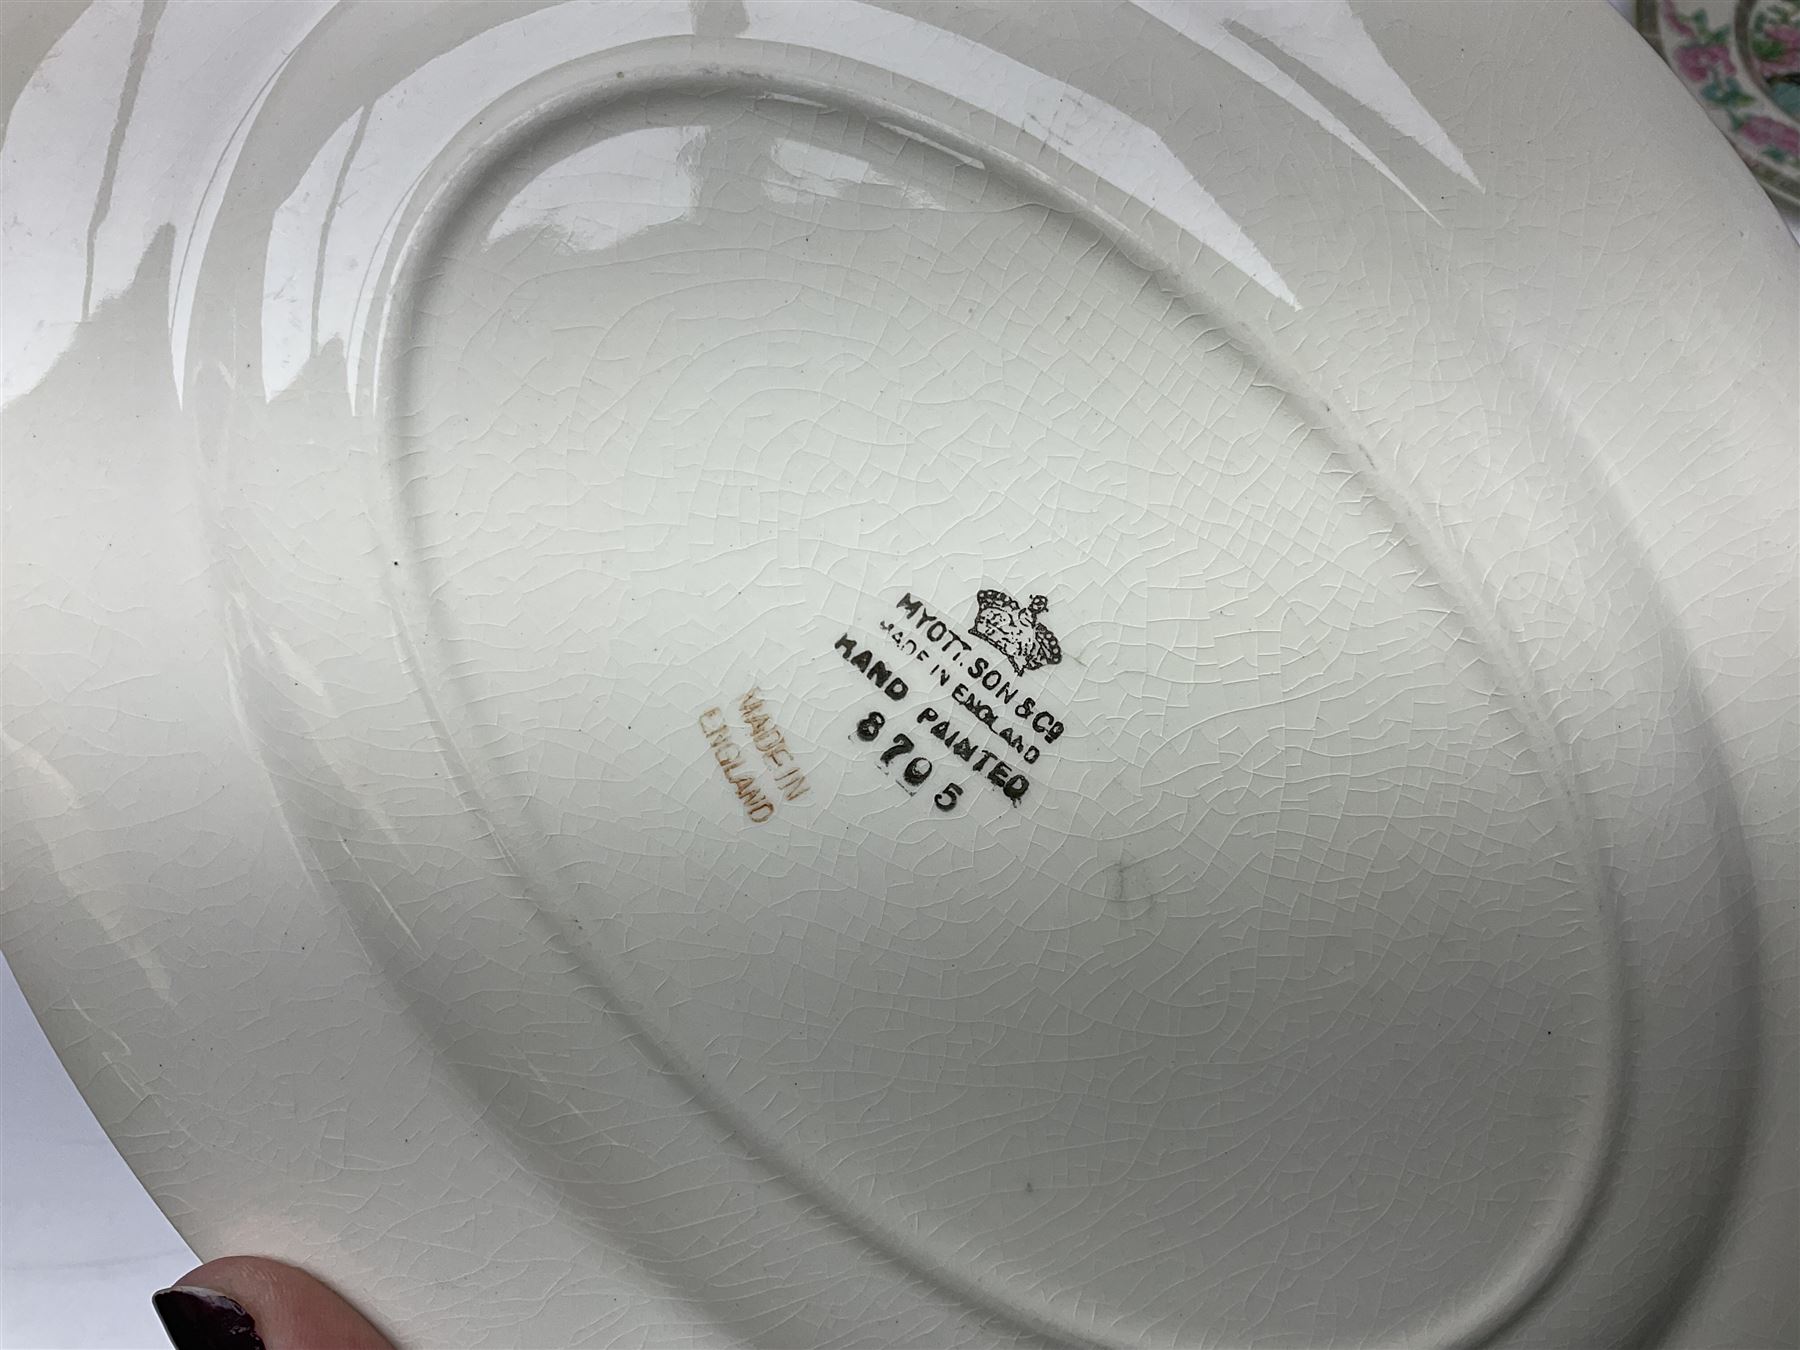 MYOTT. SON & Co
MADE IN ENGLAND
HAND PAINTED
8795
MADE IN
ENGLAND